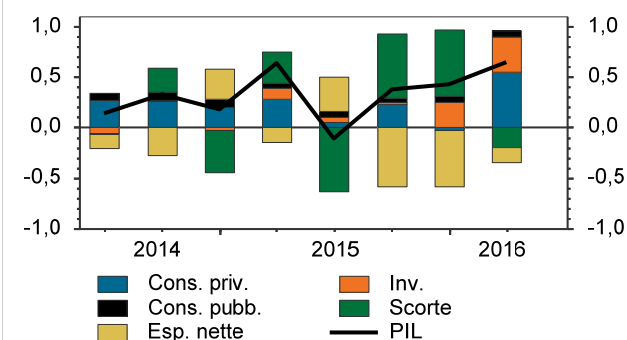 1,0 1,0
0,5 0,5
0,0 0,0
-0,5 -0,5
-1,0 -1,0
2014 2015 2016
Cons. priv. Inv.
Cons. pubb. Scorte
Esp. nette PIL